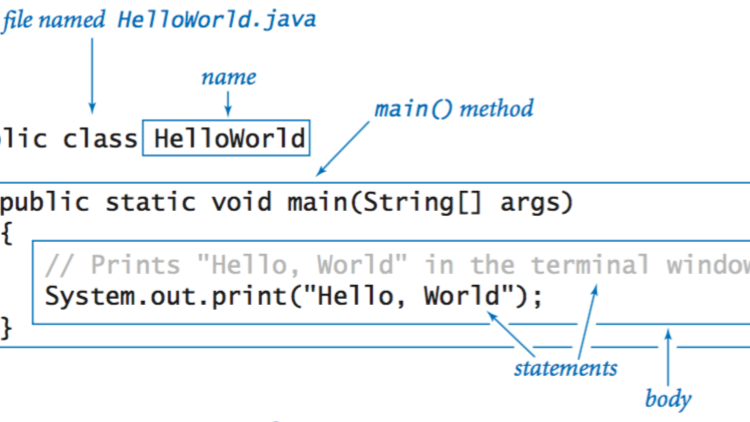 file named HelloWorld.java
name
main() method
lic class HelloWorld
public static void main(String[] args)
{
// Prints "Hello, World" in the terminal window
System.out.print("Hello, World");
}
statements
body